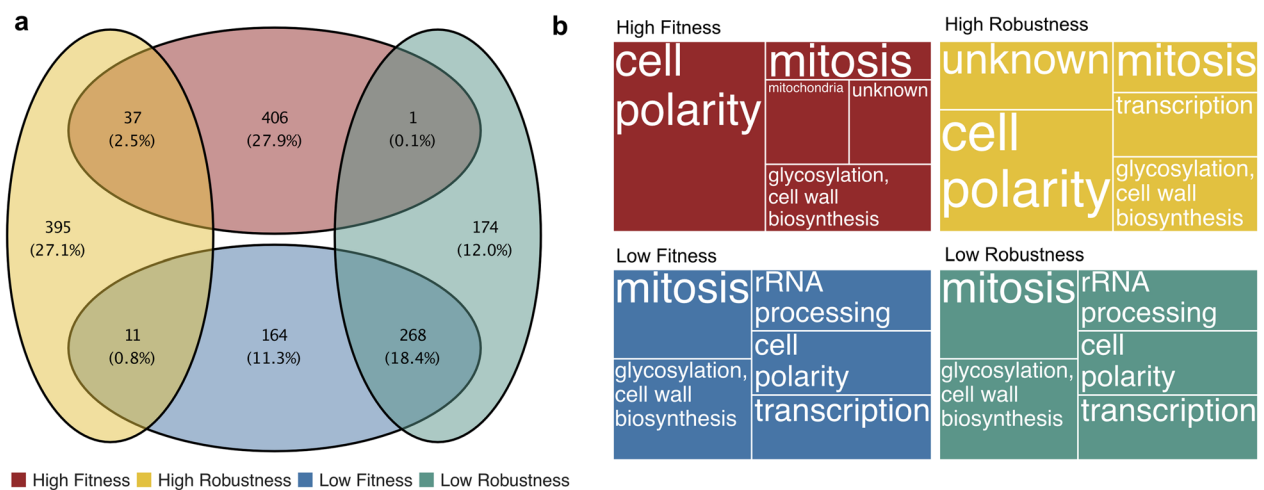 a
37
(2.5%)
406
(27.9%)
1
(0.1%)
395
(27.1%)
174
(12.0%)
11
(0.8%)
164
(11.3%)
268
(18.4%)
High Fitness
High Robustness
Low Fitness
Low Robustness
b
High Fitness
cell
polarity
mitosis
mitochondria
unknown
glycosylation,
cell wall
biosynthesis
High Robustness
unknown
cell
polarity
mitosis
transcription
glycosylation,
cell wall
biosynthesis
Low Fitness
mitosis
glycosylation,
cell wall
biosynthesis
rRNA
processing
cell
polarity
transcription
Low Robustness
mitosis
glycosylation,
cell wall
biosynthesis
rRNA
processing
cell
polarity
transcription